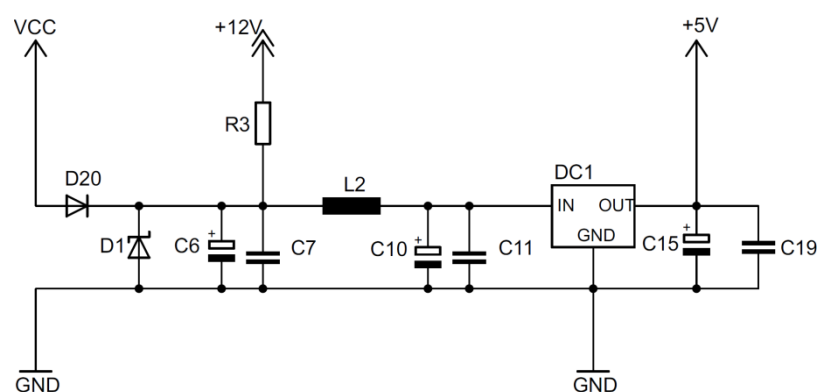 VCC
+12V
+5V
R3
D20
L2
DC1
IN OUT
GND
D1
+
C6
C7
C10
+
C11
+
C15
C19
GND
GND